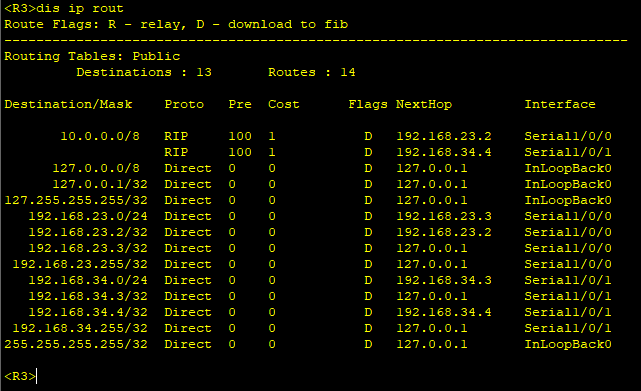 <R3>dis ip rout
Route Flags: R - relay, D - download to fib
------------------------------------------------------------------------------
Routing Tables: Public
         Destinations : 13       Routes : 14

Destination/Mask    Proto   Pre  Cost      Flags NextHop         Interface

       10.0.0.0/8   RIP     100  1           D   192.168.23.2    Serial1/0/0
                    RIP     100  1           D   192.168.34.4    Serial1/0/1
      127.0.0.0/8   Direct  0    0           D   127.0.0.1       InLoopBack0
      127.0.0.1/32  Direct  0    0           D   127.0.0.1       InLoopBack0
127.255.255.255/32  Direct  0    0           D   127.0.0.1       InLoopBack0
   192.168.23.0/24  Direct  0    0           D   192.168.23.3    Serial1/0/0
   192.168.23.2/32  Direct  0    0           D   192.168.23.2    Serial1/0/0
   192.168.23.3/32  Direct  0    0           D   127.0.0.1       Serial1/0/0
 192.168.23.255/32  Direct  0    0           D   127.0.0.1       Serial1/0/0
   192.168.34.0/24  Direct  0    0           D   192.168.34.3    Serial1/0/1
   192.168.34.3/32  Direct  0    0           D   127.0.0.1       Serial1/0/1
   192.168.34.4/32  Direct  0    0           D   192.168.34.4    Serial1/0/1
 192.168.34.255/32  Direct  0    0           D   127.0.0.1       Serial1/0/1
255.255.255.255/32  Direct  0    0           D   127.0.0.1       InLoopBack0

<R3>